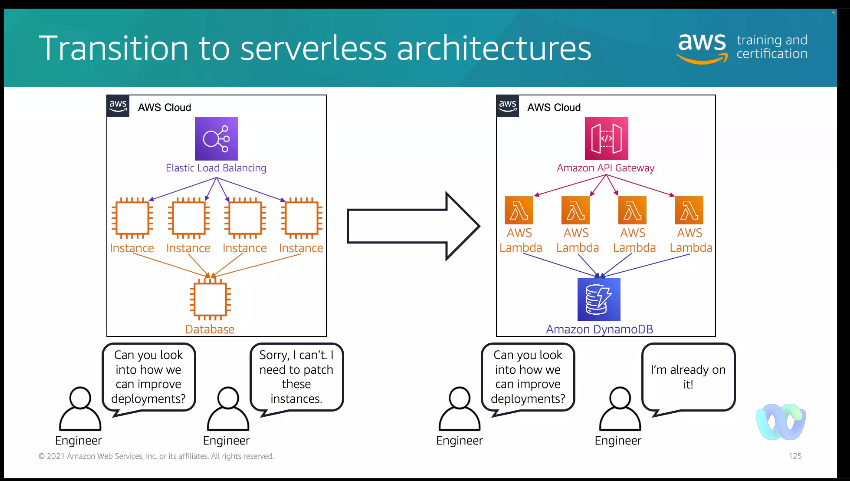 Transition to serverless architectures
aws training and
certification
aws AWS Cloud
Elastic Load Balancing
Instance Instance Instance Instance
Database
aws AWS Cloud
Amazon API Gateway
AWS AWS AWS AWS
Lambda Lambda Lambda Lambda
Amazon DynamoDB
Can you look
into how we
can improve
deployments?
Engineer
Sorry, I can't. I
need to patch
these
instances.
Engineer
Can you look
into how we
can improve
deployments?
Engineer
I'm already on
it!
Engineer
© 2021 Amazon Web Services, Inc. or its affiliates. All rights reserved.
125